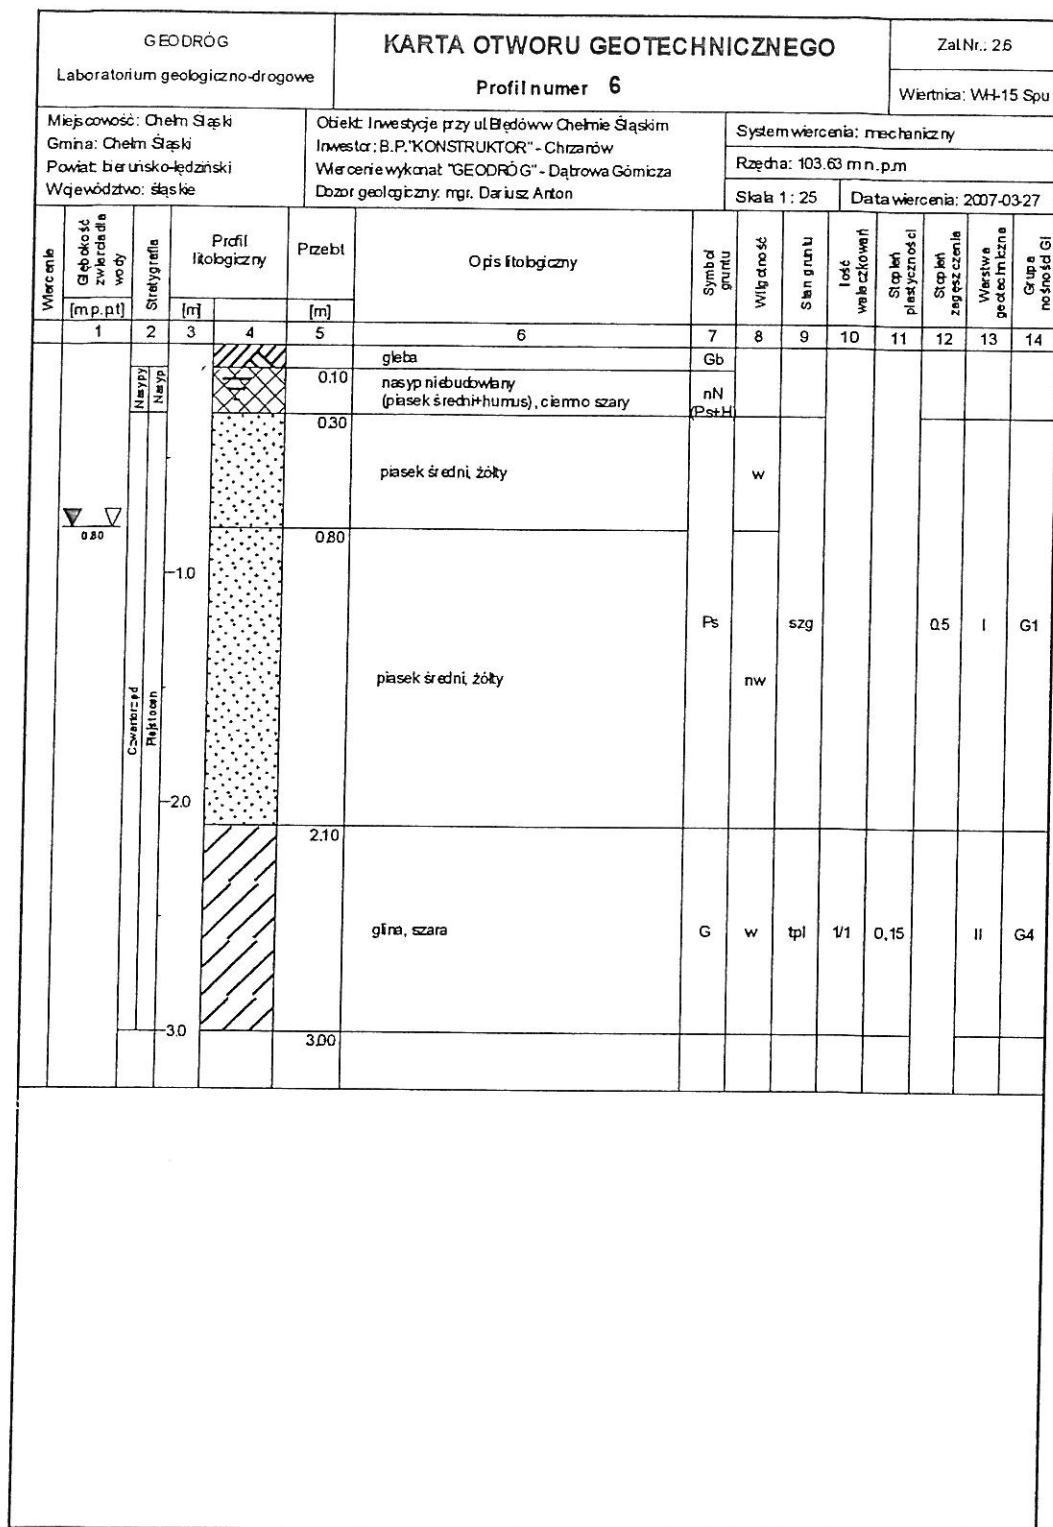 GEODRÓG
Laboratorium geologiczno-drogowe
KARTA OTWORU GEOTECHNICZNEGO
Profil numer 6
Zał.Nr.: 2.6
Wiertnica: WH-15 Spu
Miejscowość: Chełm Śląski
Gmina: Chełm Śląski
Powiat: bieruńsko-lędziński
Województwo: śląskie
Obiekt: Inwestycje przy ul.Błędów w Chełmie Śląskim
Inwestor: B.P."KONSTRUKTOR" - Chrzanów
Wiercenie wykonał: "GEODRÓG" - Dąbrowa Górnicza
Dozór geologiczny: mgr. Dariusz Anton
System wiercenia: mechaniczny
Rzędna: 103.63 m n.p.m
Skala 1 : 25
Data wiercenia: 2007-03-27
Wiercenie
Głębokość zwierciadła wody
[m p.p.t]
Stratygrafia
Profil litologiczny
[m]
Przelot
[m]
Opis litologiczny
Symbol gruntu
Wilgotność
Stan gruntu
Ilość wałeczkowań
Stopień plastyczności
Stopień zagęszczenia
Warstwa geotechniczna
Grupa nośności GI
1 2 3 4 5 6 7 8 9 10 11 12 13 14
gleba Gb
Nasypy
Nasyp
0.10 nasyp niebudowlany
(piasek średni+humus), ciemno szary
nN
(Ps+H)
0.30
piasek średni, żółty w
0.80
0.80
1.0
Ps szg 0.5 I G1
piasek średni, żółty nw
Czwartorzęd
Plejstocen
2.0
2.10
glina, szara G w tpl 1/1 0,15 II G4
3.0
3.00